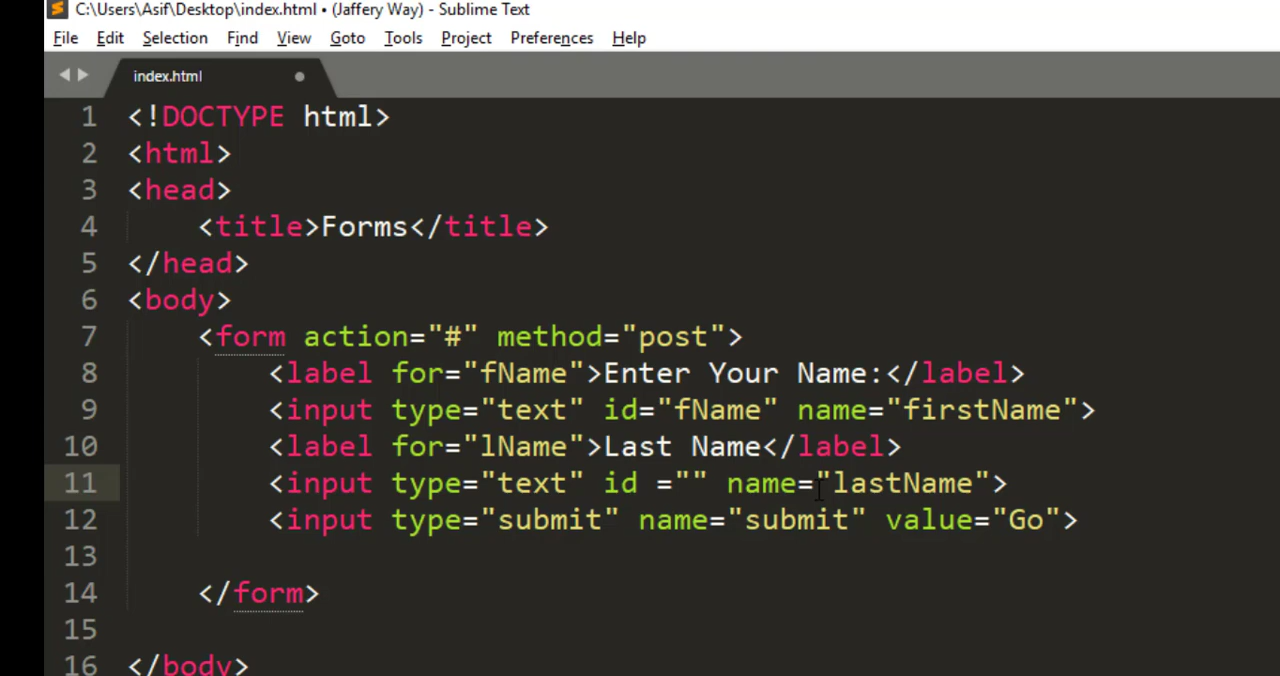 C:\Users\Asif\Desktop\index.html • (Jaffery Way) - Sublime Text
File Edit Selection Find View Goto Tools Project Preferences Help
index.html
1 <!DOCTYPE html>
2 <html>
3 <head>
4 <title>Forms</title>
5 </head>
6 <body>
7 <form action="#" method="post">
8 <label for="fName">Enter Your Name:</label>
9 <input type="text" id="fName" name="firstName">
10 <label for="lName">Last Name</label>
11 <input type="text" id ="" name="lastName">
12 <input type="submit" name="submit" value="Go">
13
14 </form>
15
16 </body>